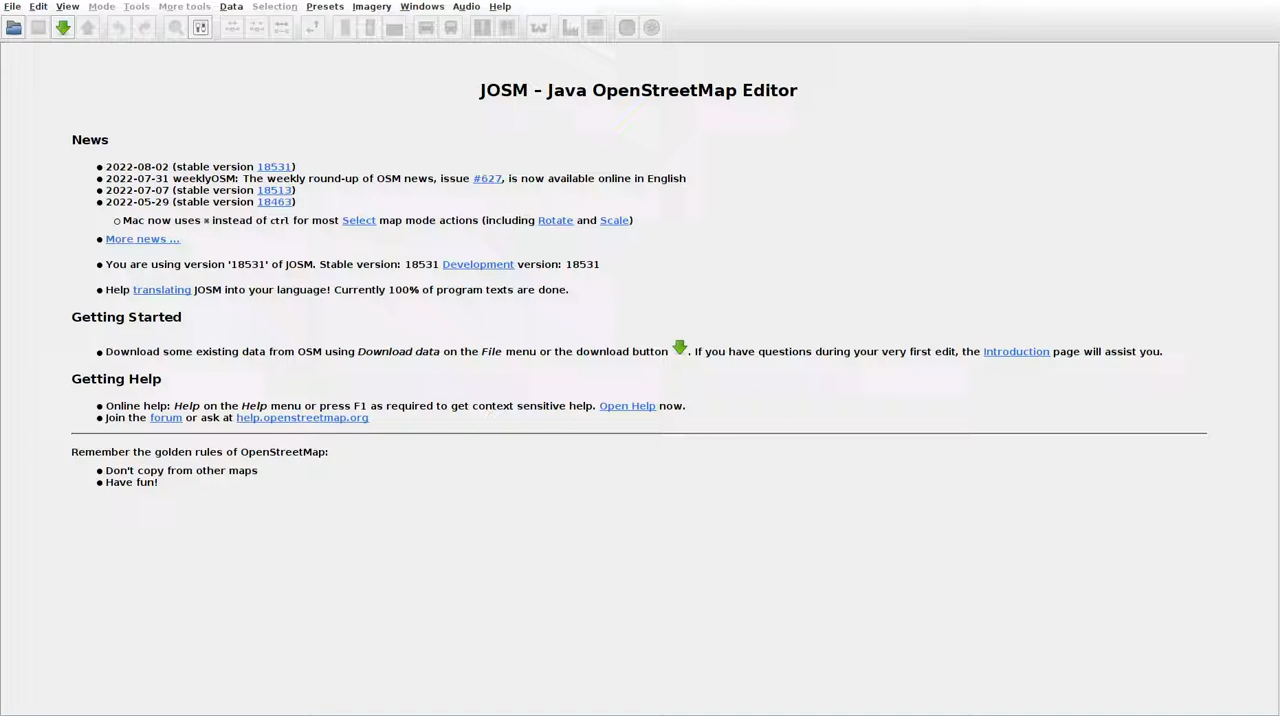 File Edit View Mode Tools More tools Data Selection Presets Imagery Windows Audio Help
JOSM – Java OpenStreetMap Editor
News
● 2022-08-02 (stable version 18531)
● 2022-07-31 weeklyOSM: The weekly round-up of OSM news, issue #627, is now available online in English
● 2022-07-07 (stable version 18513)
● 2022-05-29 (stable version 18463)
○ Mac now uses ⌘ instead of ctrl for most Select map mode actions (including Rotate and Scale)
● More news ...
● You are using version '18531' of JOSM. Stable version: 18531 Development version: 18531
● Help translating JOSM into your language! Currently 100% of program texts are done.
Getting Started
● Download some existing data from OSM using Download data on the File menu or the download button . If you have questions during your very first edit, the Introduction page will assist you.
Getting Help
● Online help: Help on the Help menu or press F1 as required to get context sensitive help. Open Help now.
● Join the forum or ask at help.openstreetmap.org
Remember the golden rules of OpenStreetMap:
● Don't copy from other maps
● Have fun!